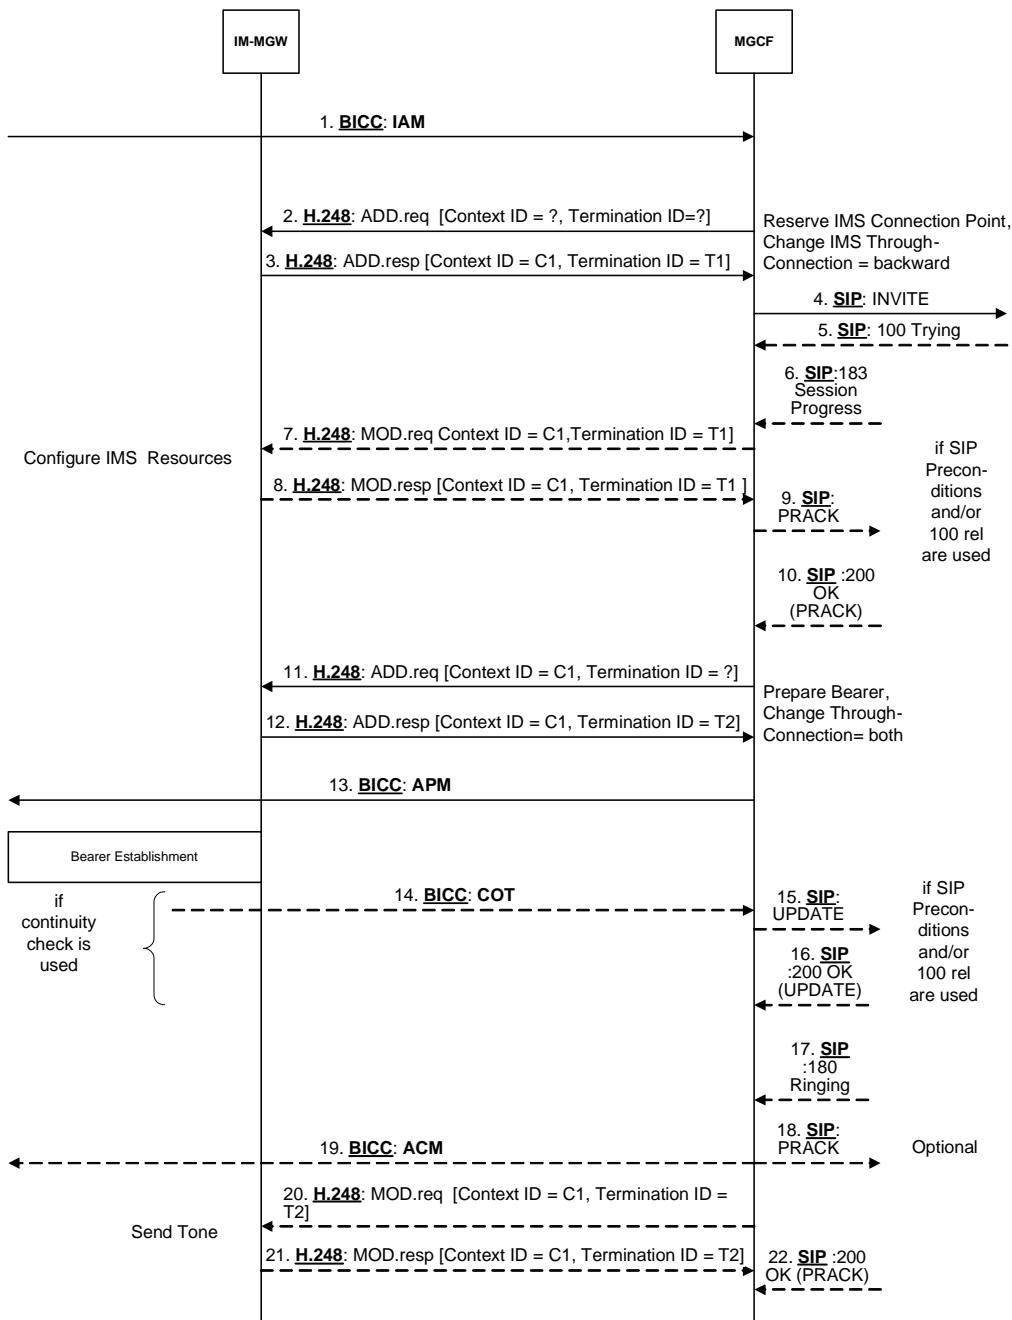 IM-MGW
MGCF
1. BICC: IAM
2. H.248: ADD.req [Context ID = ?, Termination ID=?]
Reserve IMS Connection Point,
Change IMS Through-
Connection = backward
3. H.248: ADD.resp [Context ID = C1, Termination ID = T1]
4. SIP: INVITE
5. SIP: 100 Trying
6. SIP:183
Session
Progress
7. H.248: MOD.req Context ID = C1,Termination ID = T1]
Configure IMS Resources
8. H.248: MOD.resp [Context ID = C1, Termination ID = T1 ]
9. SIP:
PRACK
if SIP
Precon-
ditions
and/or
100 rel
are used
10. SIP :200
OK
(PRACK)
11. H.248: ADD.req [Context ID = C1, Termination ID = ?]
Prepare Bearer,
Change Through-
Connection= both
12. H.248: ADD.resp [Context ID = C1, Termination ID = T2]
13. BICC: APM
Bearer Establishment
if
continuity
check is
used
14. BICC: COT
15. SIP:
UPDATE
if SIP
Precon-
ditions
and/or
100 rel
are used
16. SIP
:200 OK
(UPDATE)
17. SIP
:180
Ringing
18. SIP:
PRACK
Optional
19. BICC: ACM
20. H.248: MOD.req [Context ID = C1, Termination ID =
T2]
Send Tone
21. H.248: MOD.resp [Context ID = C1, Termination ID = T2]
22. SIP :200
OK (PRACK)